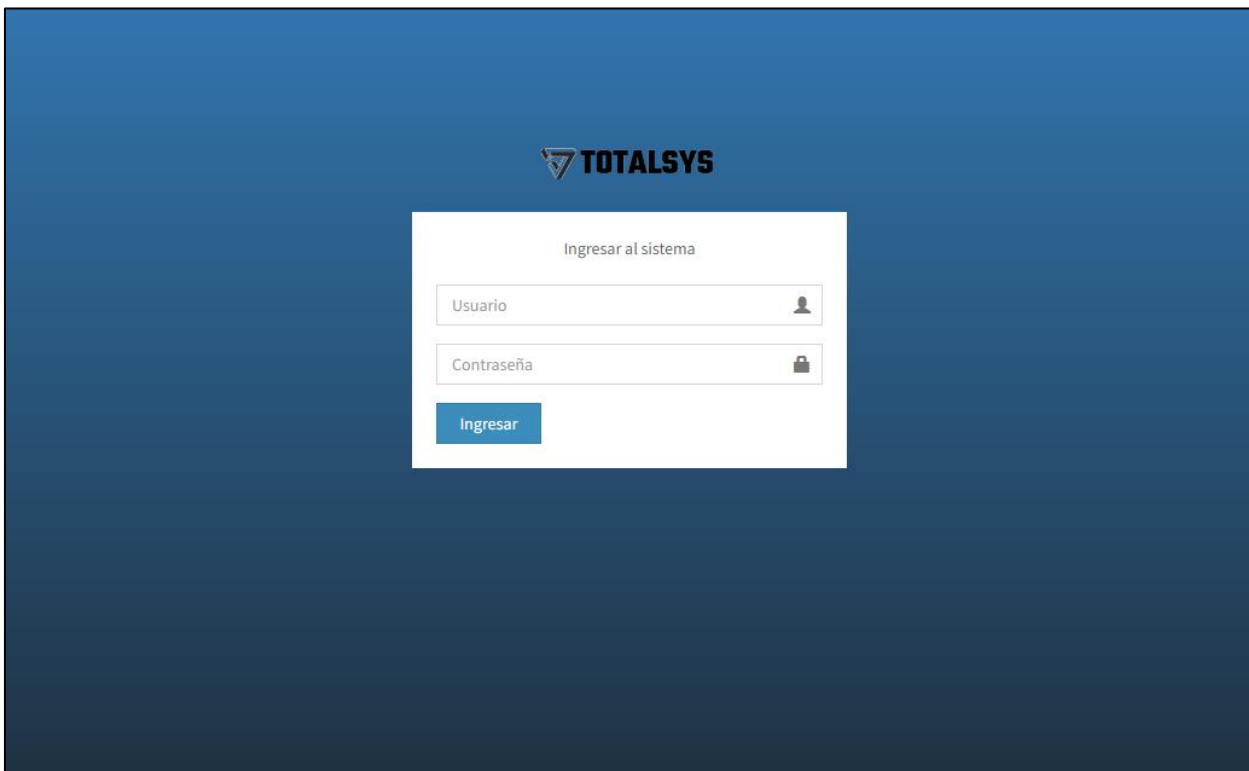 TOTALSYS
Ingresar al sistema
Usuario
Contraseña
Ingresar